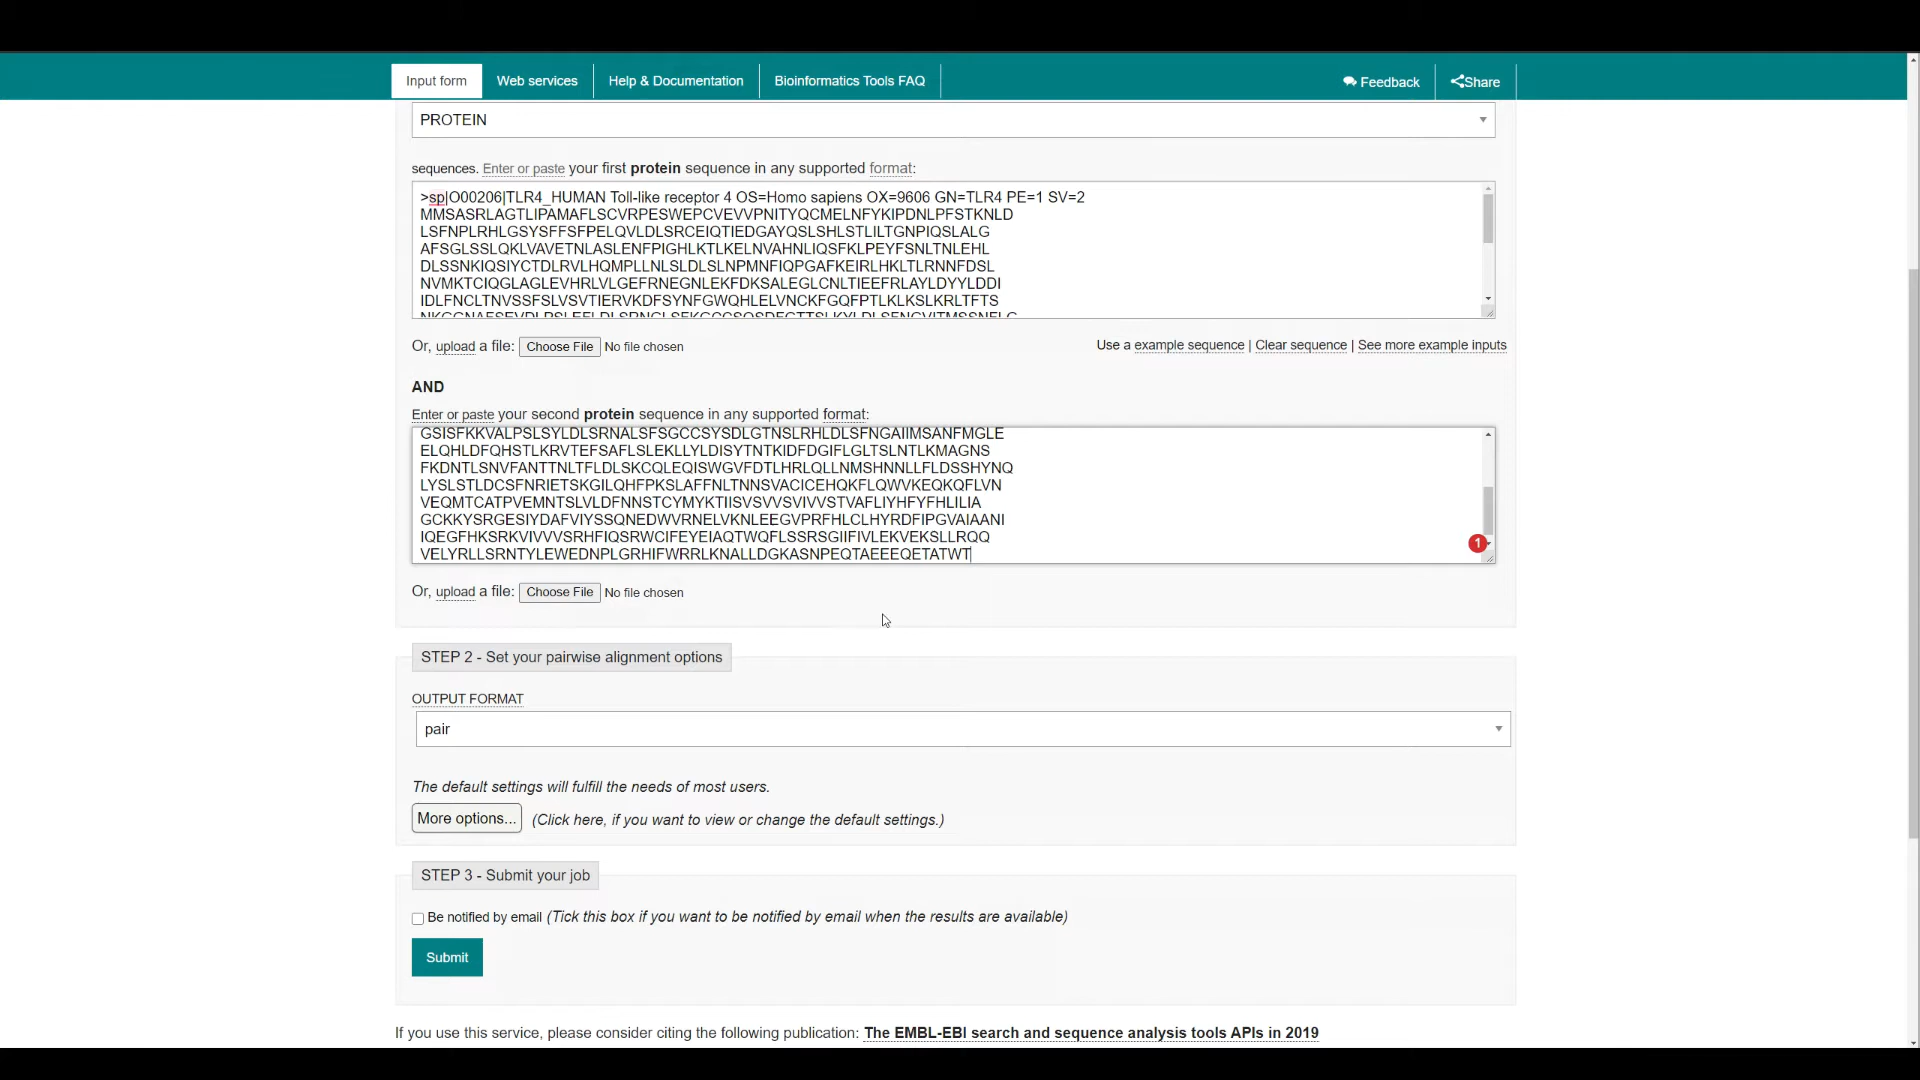 Input form
Web services
Help & Documentation
Bioinformatics Tools FAQ
Feedback
Share
PROTEIN
sequences. Enter or paste your first protein sequence in any supported format:
>sp|O00206|TLR4_HUMAN Toll-like receptor 4 OS=Homo sapiens OX=9606 GN=TLR4 PE=1 SV=2
MMSASRLAGTLIPAMAFLSCVRPESWEPCVEVVPNITYQCMELNFYKIPDNLPFSTKNLD
LSFNPLRHLGSYSFFSFPELQVLDLSRCEIQTIEDGAYQSLSHLSTLILTGNPIQSLALG
AFSGLSSLQKLVAVETNLASLENFPIGHLKTLKELNVAHNLIQSFKLPEYFSNLTNLEHL
DLSSNKIQSIYCTDLRVLHQMPLLNLSLDLSLNPMNFIQPGAFKEIRLHKLTLRNNFDSL
NVMKTCIQGLAGLEVHRLVLGEFRNEGNLEKFDKSALEGLCNLTIEEFRLAYLDYYLDDI
IDLFNCLTNVSSFSLVSVTIERVKDFSYNFGWQHLELVNCKFGQFPTLKLKSLKRLTFTS
NKGGNAFSEVDLPSLEFLDLSRNGLSFKGCCSQSDFGTTSLKYLDLSFNGVITMSSNFLG
Or, upload a file: Choose File No file chosen
Use a example sequence | Clear sequence | See more example inputs
AND
Enter or paste your second protein sequence in any supported format:
GSISFKKVALPSLSYLDLSRNALSFSGCCSYSDLGTNSLRHLDLSFNGAIIMSANFMGLE
ELQHLDFQHSTLKRVTEFSAFLSLEKLLYLDISYTNTKIDFDGIFLGLTSLNTLKMAGNS
FKDNTLSNVFANTTNLTFLDLSKCQLEQISWGVFDTLHRLQLLNMSHNNLLFLDSSHYNQ
LYSLSTLDCSFNRIETSKGILQHFPKSLAFFNLTNNSVACICEHQKFLQWVKEQKQFLVN
VEQMTCATPVEMNTSLVLDFNNSTCYMYKTIISVSVVSVIVVSTVAFLIYHFYFHLILIA
GCKKYSRGESIYDAFVIYSSQNEDWVRNELVKNLEEGVPRFHLCLHYRDFIPGVAIAANI
IQEGFHKSRKVIVVVSRHFIQSRWCIFEYEIAQTWQFLSSRSGIIFIVLEKVEKSLLRQQ
VELYRLLSRNTYLEWEDNPLGRHIFWRRLKNALLDGKASNPEQTAEEEQETATWT
1
Or, upload a file: Choose File No file chosen
STEP 2 - Set your pairwise alignment options
OUTPUT FORMAT
pair
The default settings will fulfill the needs of most users.
More options... (Click here, if you want to view or change the default settings.)
STEP 3 - Submit your job
Be notified by email (Tick this box if you want to be notified by email when the results are available)
Submit
If you use this service, please consider citing the following publication: The EMBL-EBI search and sequence analysis tools APIs in 2019